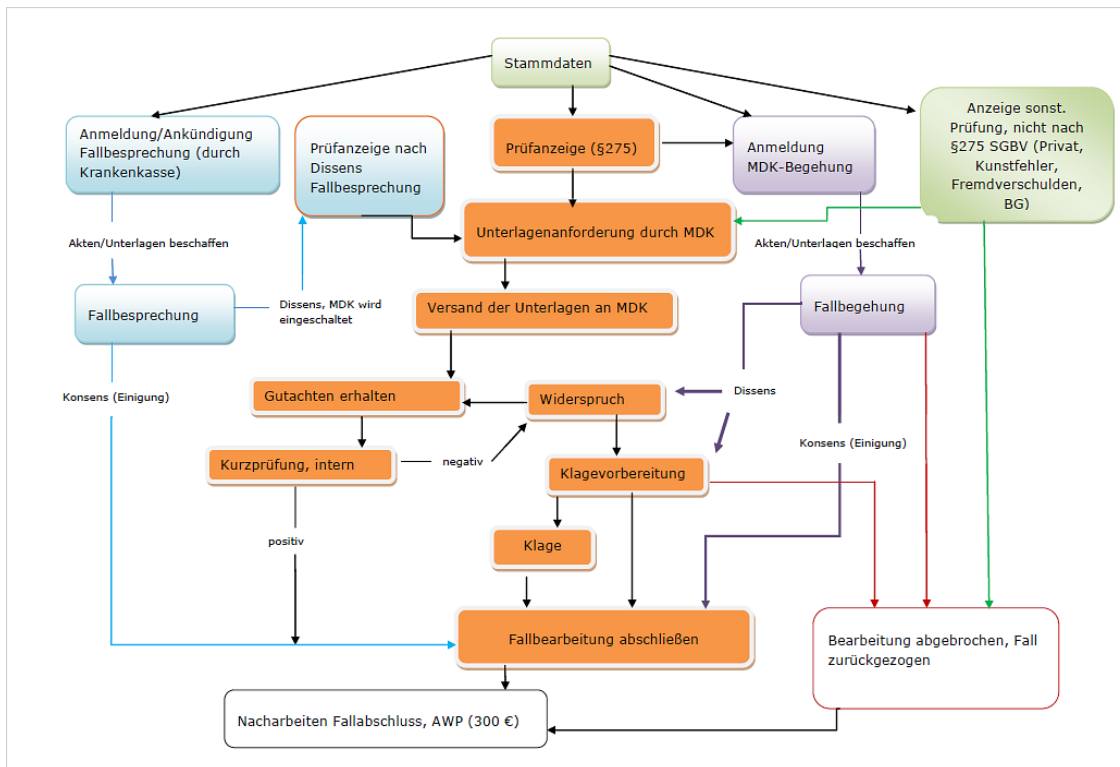 Stammdaten
Anmeldung/Ankündigung
Fallbesprechung (durch
Krankenkasse)
Prüfanzeige nach
Dissens
Fallbesprechung
Prüfanzeige (§275)
Anmeldung
MDK-Begehung
Anzeige sonst.
Prüfung, nicht nach
§275 SGBV (Privat,
Kunstfehler,
Fremdverschulden,
BG)
Akten/Unterlagen beschaffen
Unterlagenanforderung durch MDK
Akten/Unterlagen beschaffen
Fallbesprechung
Dissens, MDK wird
eingeschaltet
Versand der Unterlagen an MDK
Fallbegehung
Konsens (Einigung)
Gutachten erhalten
Widerspruch
Dissens
Kurzprüfung, intern
negativ
Klagevorbereitung
Konsens (Einigung)
positiv
Klage
Fallbearbeitung abschließen
Bearbeitung abgebrochen, Fall
zurückgezogen
Nacharbeiten Fallabschluss, AWP (300 €)